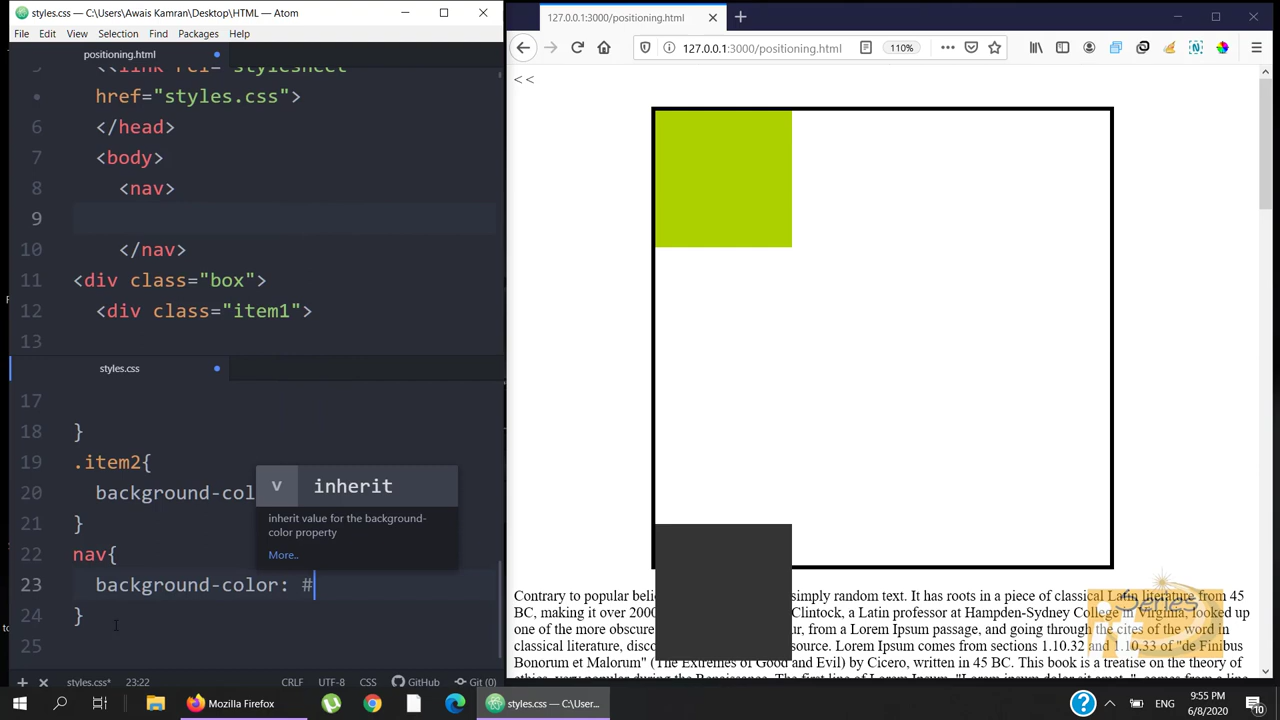 styles.css — C:\Users\Awais Kamran\Desktop\HTML — Atom
File Edit View Selection Find Packages Help
positioning.html
href="styles.css">
6 </head>
7 <body>
8 <nav>
9
10 </nav>
11 <div class="box">
12 <div class="item1">
13
styles.css
17
18 }
19 .item2{
20 background-col
21 }
22 nav{
23 background-color: #
24 }
25
v inherit
inherit value for the background-
color property
More..
styles.css* 23:22 CRLF UTF-8 CSS GitHub Git (0)
127.0.0.1:3000/positioning.html
127.0.0.1:3000/positioning.html 110%
< <
Contrary to popular beli simply random text. It has roots in a piece of classical Latin literature from 45
BC, making it over 2000 Clintock, a Latin professor at Hampden-Sydney College in Virginia, looked up
one of the more obscure ur, from a Lorem Ipsum passage, and going through the cites of the word in
classical literature, disco source. Lorem Ipsum comes from sections 1.10.32 and 1.10.33 of "de Finibus
Bonorum et Malorum" (The Extremes of Good and Evil) by Cicero, written in 45 BC. This book is a treatise on the theory of
it Series
Mozilla Firefox
styles.css — C:\U...
9:55 PM
6/8/2020
10